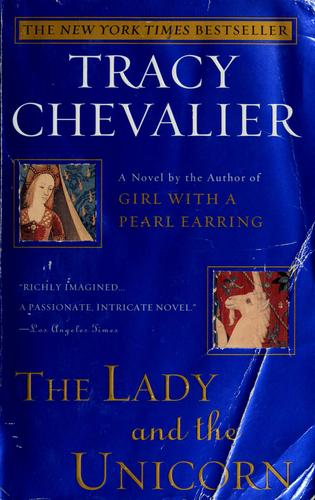 THE NEW YORK TIMES BESTSELLER
TRACY
CHEVALIER
A Novel by the Author of
GIRL WITH A
PEARL EARRING
"RICHLY IMAGINED...
A PASSIONATE, INTRICATE NOVEL."
—Los Angeles Times
THE LADY
and the
UNICORN